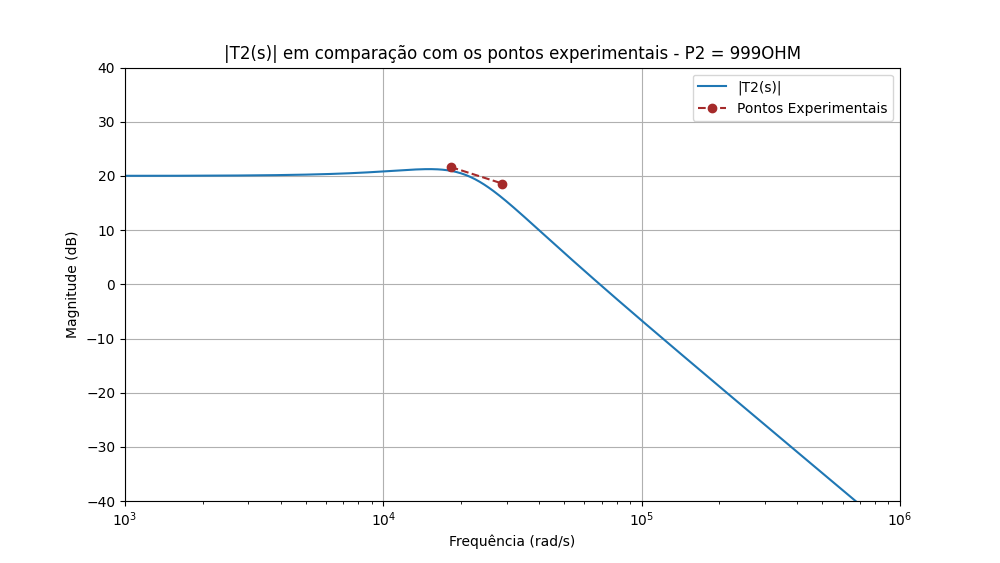 |T2(s)| em comparação com os pontos experimentais - P2 = 999OHM
|T2(s)|
Pontos Experimentais
Magnitude (dB)
40
30
20
10
0
−10
−20
−30
−40
10³ 10⁴ 10⁵ 10⁶
Frequência (rad/s)